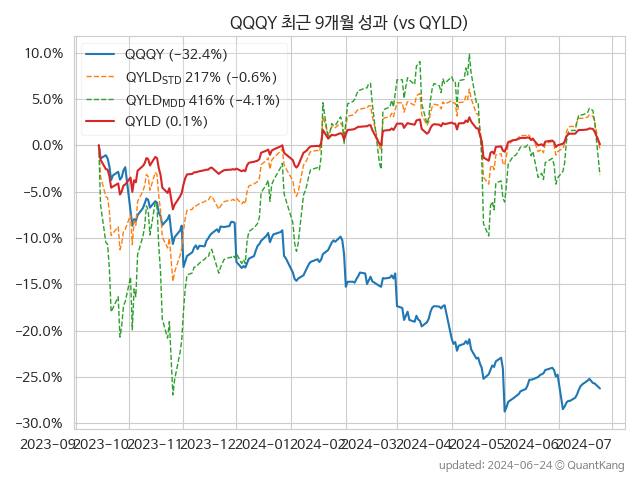 QQQY 최근 9개월 성과 (vs QYLD)
QQQY (−32.4%)
QYLD_STD 217% (−0.6%)
QYLD_MDD 416% (−4.1%)
QYLD (0.1%)
10.0%
5.0%
0.0%
−5.0%
−10.0%
−15.0%
−20.0%
−25.0%
−30.0%
2023-09 2023-10 2023-11 2023-12 2024-01 2024-02 2024-03 2024-04 2024-05 2024-06 2024-07
updated: 2024-06-24 ⓒ QuantKang